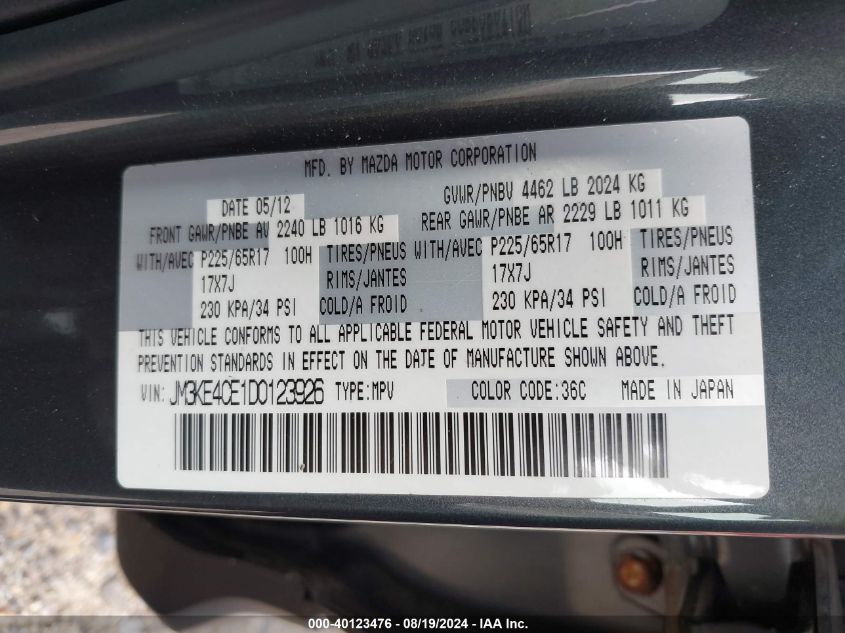 MFD. BY MAZDA MOTOR CORPORATION
DATE 05/12 GVWR/PNBV 4462 LB 2024 KG
FRONT GAWR/PNBE AV 2240 LB 1016 KG REAR GAWR/PNBE AR 2229 LB 1011 KG
WITH/AVEC P225/65R17 100H TIRES/PNEUS WITH/AVEC P225/65R17 100H TIRES/PNEUS
17X7J RIMS/JANTES 17X7J RIMS/JANTES
230 KPA/34 PSI COLD/A FROID 230 KPA/34 PSI COLD/A FROID
THIS VEHICLE CONFORMS TO ALL APPLICABLE FEDERAL MOTOR VEHICLE SAFETY AND THEFT
PREVENTION STANDARDS IN EFFECT ON THE DATE OF MANUFACTURE SHOWN ABOVE.
VIN: JM3KE4CE1D0123926 TYPE:MPV COLOR CODE:36C MADE IN JAPAN
000-40123476 - 08/19/2024 - IAA Inc.